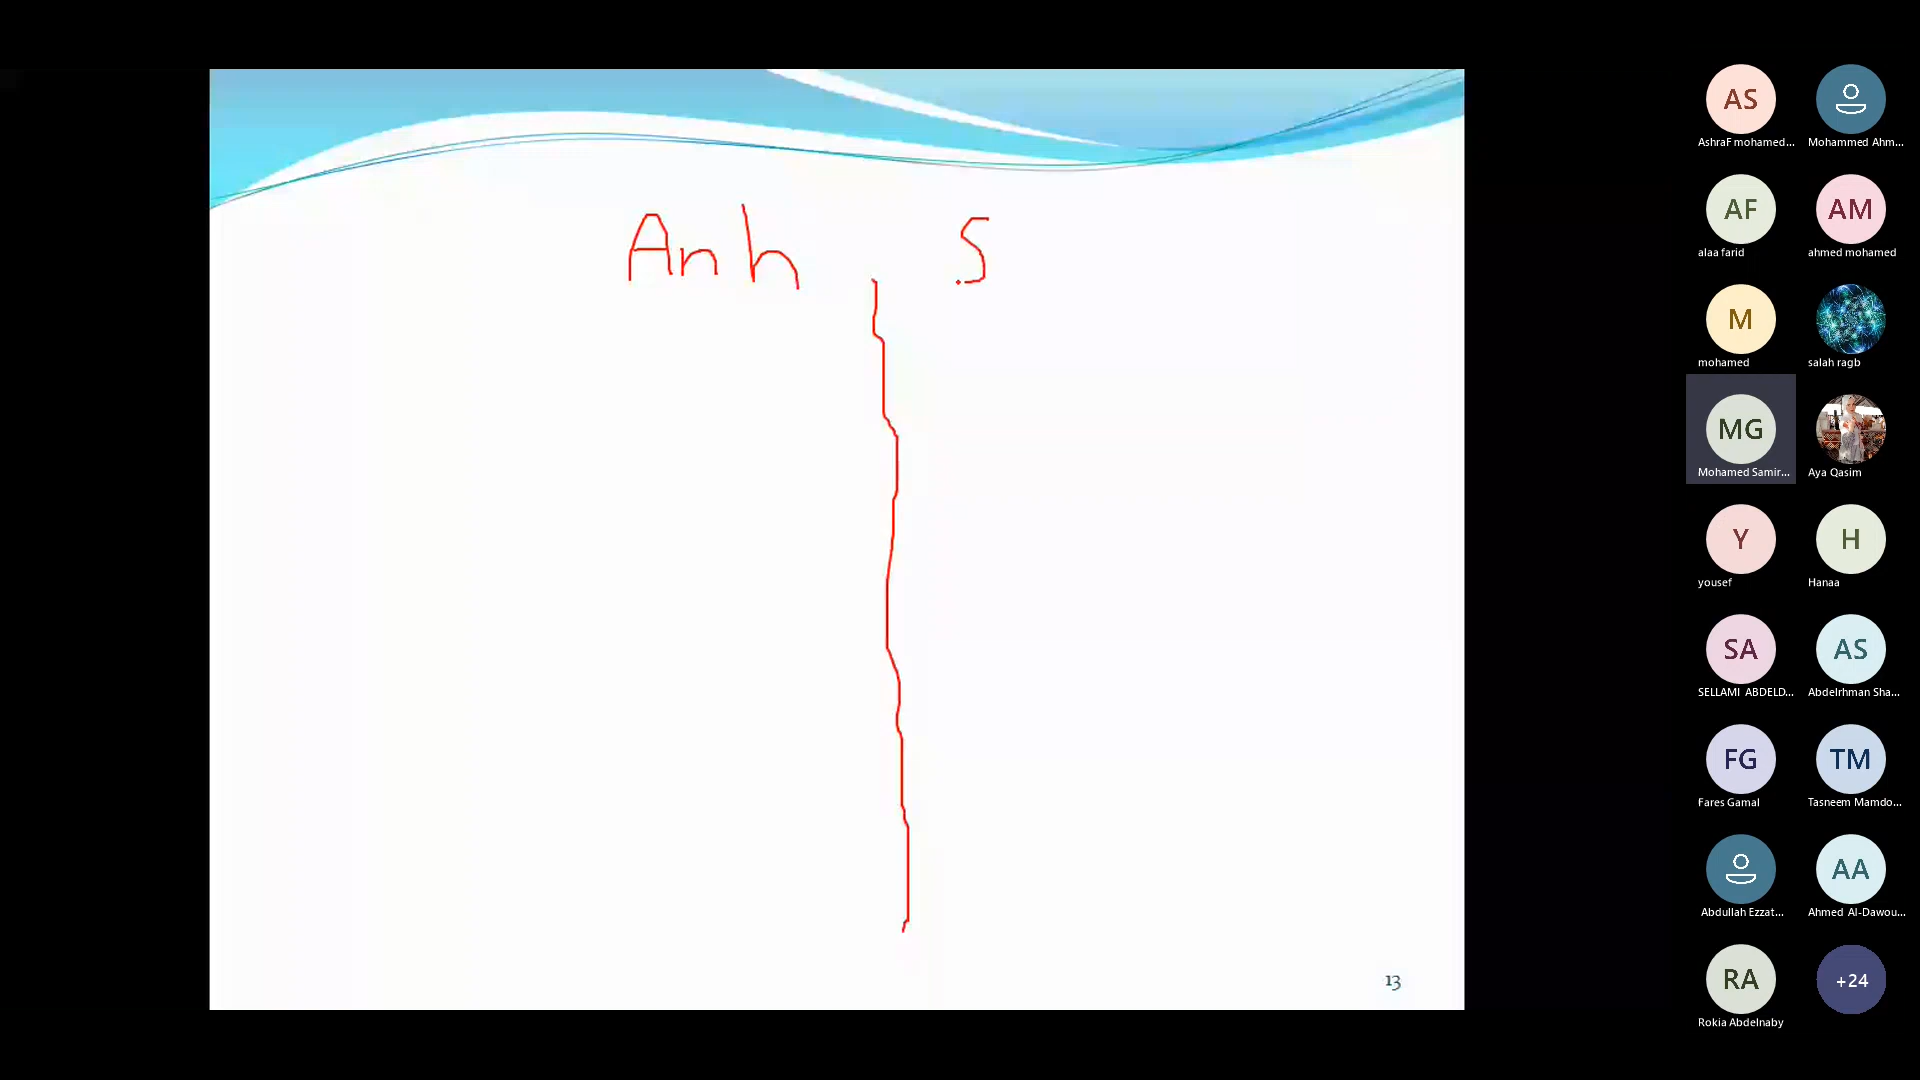 Anh S
13
AS AshraF mohamed...
Mohammed Ahm...
AF alaa farid
AM ahmed mohamed
M mohamed
salah ragb
MG Mohamed Samir...
Aya Qasim
Y yousef
H Hanaa
SA SELLAMI ABDELD...
AS Abdelrhman Sha...
FG Fares Gamal
TM Tasneem Mamdo...
Abdullah Ezzat...
AA Ahmed Al-Dawou...
RA Rokia Abdelnaby
+24